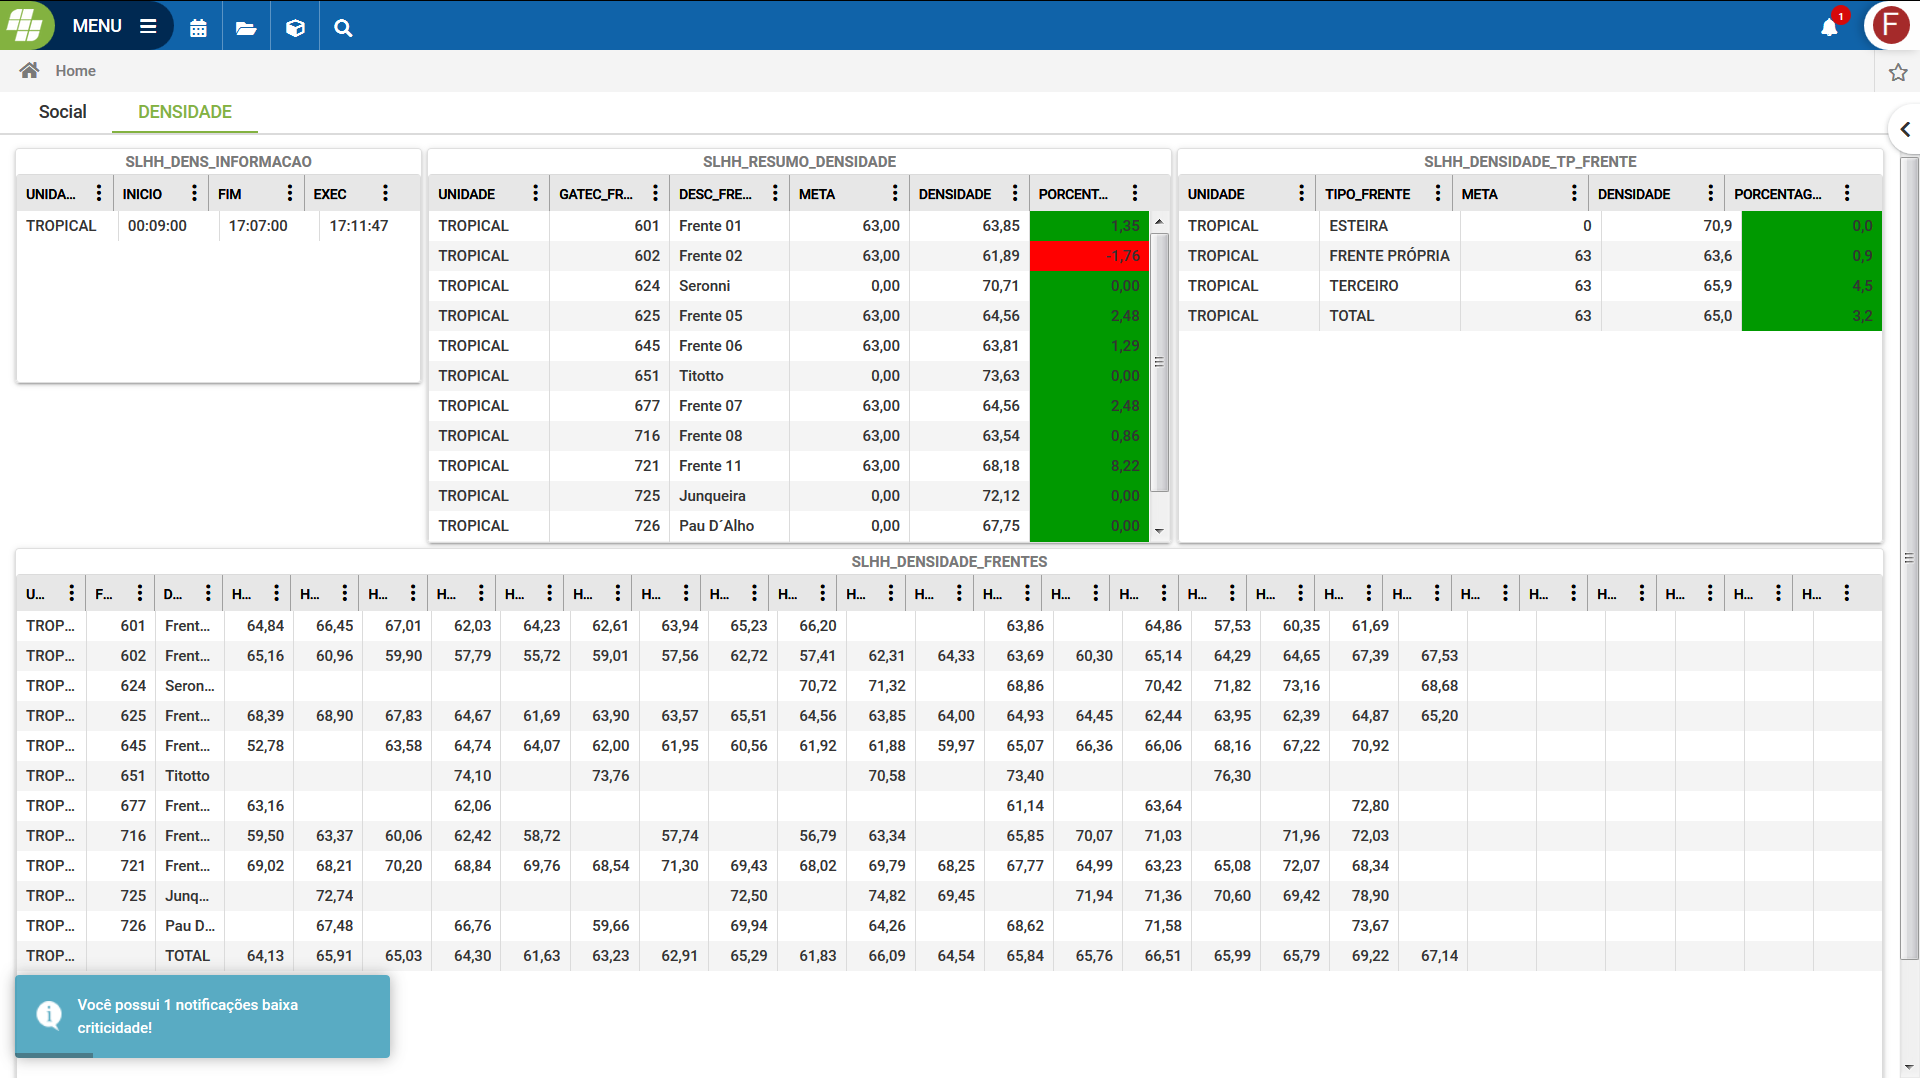 MENU
1
F
Home
Social DENSIDADE
SLHH_DENS_INFORMACAO
UNIDA... INICIO FIM EXEC
TROPICAL 00:09:00 17:07:00 17:11:47
SLHH_RESUMO_DENSIDADE
UNIDADE GATEC_FR... DESC_FRE... META DENSIDADE PORCENT...
TROPICAL 601 Frente 01 63,00 63,85 1,35
TROPICAL 602 Frente 02 63,00 61,89 -1,76
TROPICAL 624 Seronni 0,00 70,71 0,00
TROPICAL 625 Frente 05 63,00 64,56 2,48
TROPICAL 645 Frente 06 63,00 63,81 1,29
TROPICAL 651 Titotto 0,00 73,63 0,00
TROPICAL 677 Frente 07 63,00 64,56 2,48
TROPICAL 716 Frente 08 63,00 63,54 0,86
TROPICAL 721 Frente 11 63,00 68,18 8,22
TROPICAL 725 Junqueira 0,00 72,12 0,00
TROPICAL 726 Pau D´Alho 0,00 67,75 0,00
SLHH_DENSIDADE_TP_FRENTE
UNIDADE TIPO_FRENTE META DENSIDADE PORCENTAG...
TROPICAL ESTEIRA 0 70,9 0,0
TROPICAL FRENTE PRÓPRIA 63 63,6 0,9
TROPICAL TERCEIRO 63 65,9 4,5
TROPICAL TOTAL 63 65,0 3,2
SLHH_DENSIDADE_FRENTES
U... F... D... H... H... H... H... H... H... H... H... H... H... H... H... H... H... H... H... H... H... H... H... H... H... H... H...
TROP... 601 Frent... 64,84 66,45 67,01 62,03 64,23 62,61 63,94 65,23 66,20 63,86 64,86 57,53 60,35 61,69
TROP... 602 Frent... 65,16 60,96 59,90 57,79 55,72 59,01 57,56 62,72 57,41 62,31 64,33 63,69 60,30 65,14 64,29 64,65 67,39 67,53
TROP... 624 Seron... 70,72 71,32 68,86 70,42 71,82 73,16 68,68
TROP... 625 Frent... 68,39 68,90 67,83 64,67 61,69 63,90 63,57 65,51 64,56 63,85 64,00 64,93 64,45 62,44 63,95 62,39 64,87 65,20
TROP... 645 Frent... 52,78 63,58 64,74 64,07 62,00 61,95 60,56 61,92 61,88 59,97 65,07 66,36 66,06 68,16 67,22 70,92
TROP... 651 Titotto 74,10 73,76 70,58 73,40 76,30
TROP... 677 Frent... 63,16 62,06 61,14 63,64 72,80
TROP... 716 Frent... 59,50 63,37 60,06 62,42 58,72 57,74 56,79 63,34 65,85 70,07 71,03 71,96 72,03
TROP... 721 Frent... 69,02 68,21 70,20 68,84 69,76 68,54 71,30 69,43 68,02 69,79 68,25 67,77 64,99 63,23 65,08 72,07 68,34
TROP... 725 Junq... 72,74 72,50 74,82 69,45 71,94 71,36 70,60 69,42 78,90
TROP... 726 Pau D... 67,48 66,76 59,66 69,94 64,26 68,62 71,58 73,67
TROP... TOTAL 64,13 65,91 65,03 64,30 61,63 63,23 62,91 65,29 61,83 66,09 64,54 65,84 65,76 66,51 65,99 65,79 69,22 67,14
Você possui 1 notificações baixa
criticidade!